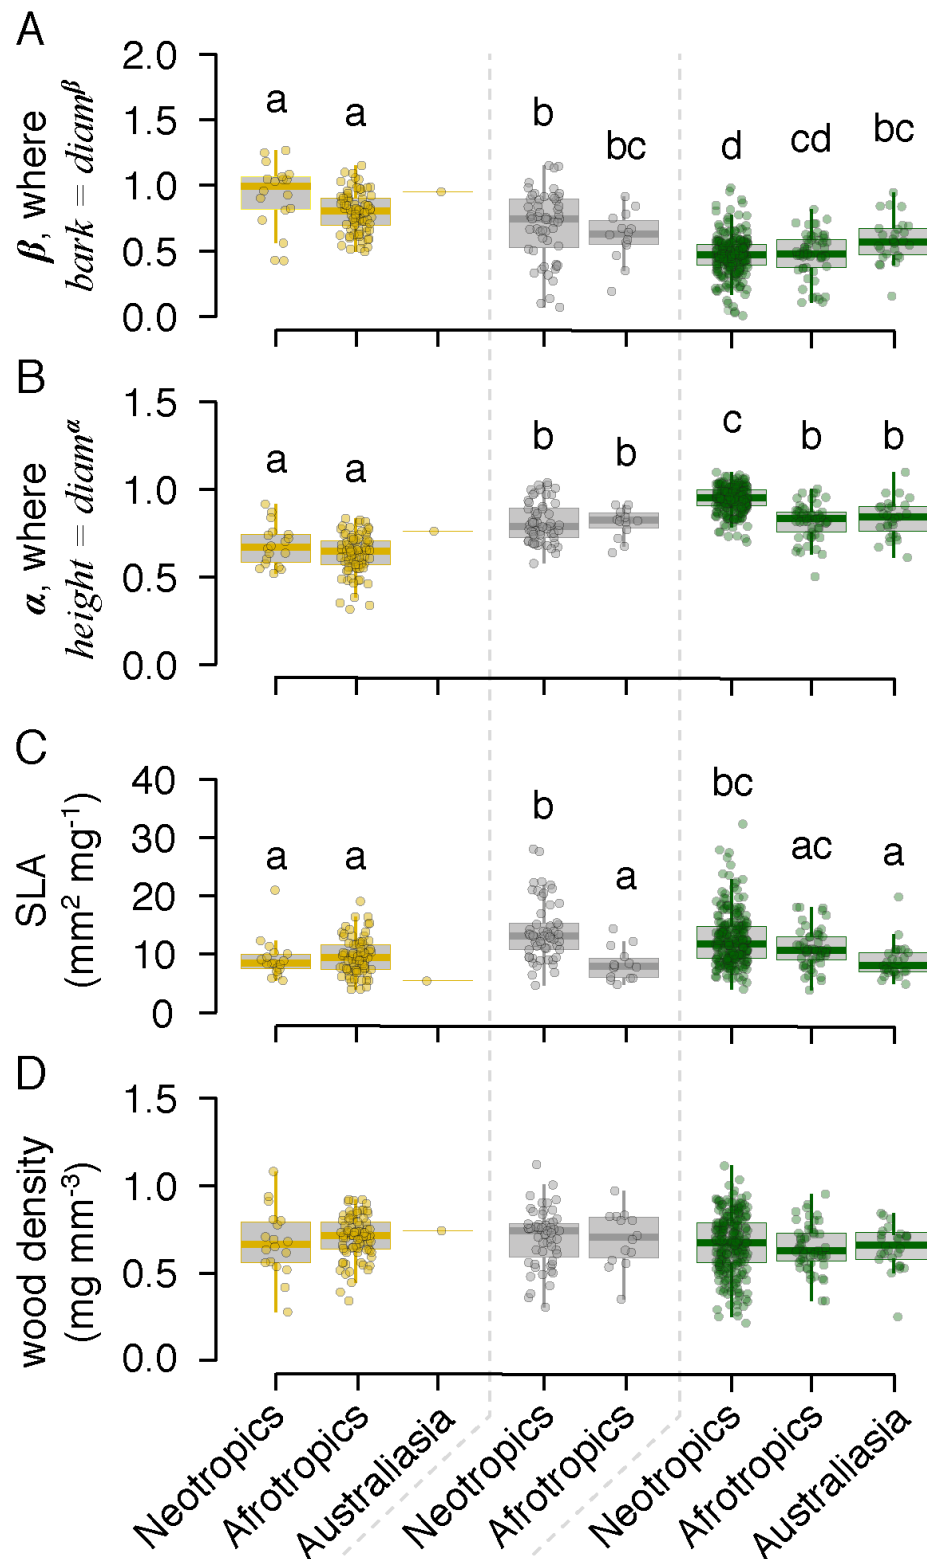 A
β, where
bark = diam^β
2.0
1.5
1.0
0.5
0.0
a
a
b
bc
d
cd
bc
B
α, where
height = diam^α
1.5
1.0
0.5
0.0
a
a
b
b
c
b
b
C
SLA
(mm² mg⁻¹)
40
30
20
10
0
a
a
b
a
bc
ac
a
D
wood density
(mg mm⁻³)
1.5
1.0
0.5
0.0
Neotropics
Afrotropics
Australiasia
Neotropics
Afrotropics
Neotropics
Afrotropics
Australiasia